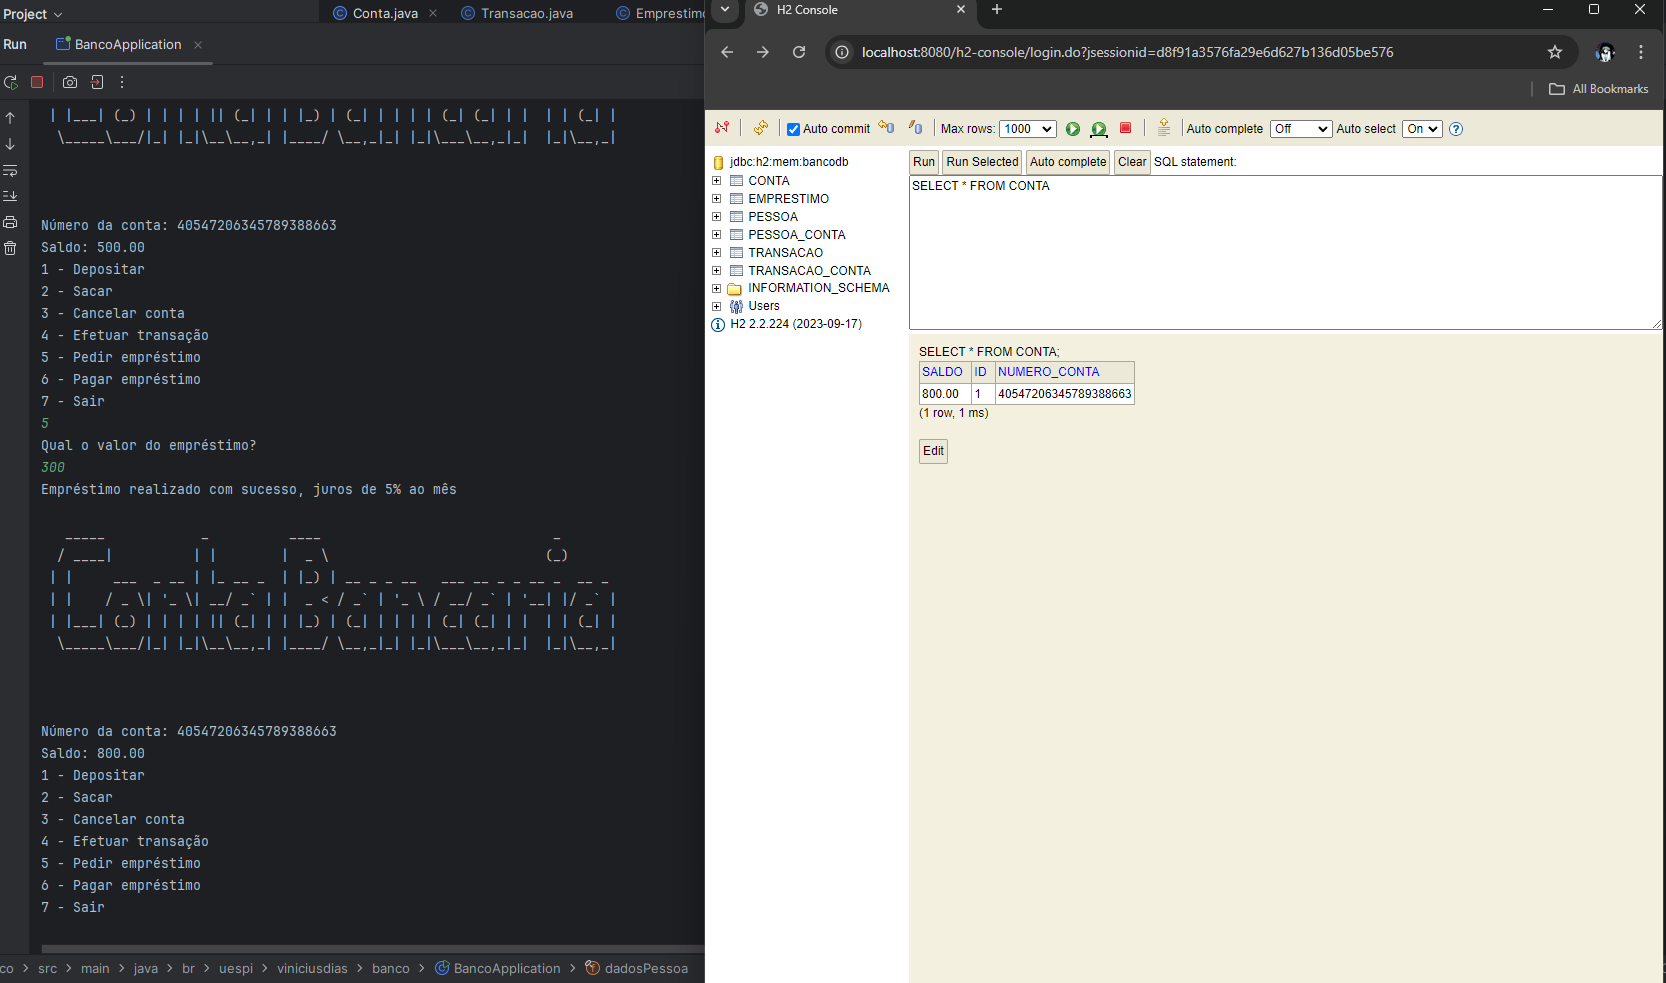 Project
Conta.java
Transacao.java
Emprestimo
Run
BancoApplication
Número da conta: 40547206345789388663
Saldo: 500.00
1 - Depositar
2 - Sacar
3 - Cancelar conta
4 - Efetuar transação
5 - Pedir empréstimo
6 - Pagar empréstimo
7 - Sair
5
Qual o valor do empréstimo?
300
Empréstimo realizado com sucesso, juros de 5% ao mês
Conta Bancaria
Número da conta: 40547206345789388663
Saldo: 800.00
1 - Depositar
2 - Sacar
3 - Cancelar conta
4 - Efetuar transação
5 - Pedir empréstimo
6 - Pagar empréstimo
7 - Sair
co > src > main > java > br > uespi > viniciusdias > banco > BancoApplication > dadosPessoa
H2 Console
localhost:8080/h2-console/login.do?jsessionid=d8f91a3576fa29e6d627b136d05be576
All Bookmarks
Auto commit
Max rows: 1000
Auto complete Off
Auto select On
jdbc:h2:mem:bancodb
CONTA
EMPRESTIMO
PESSOA
PESSOA_CONTA
TRANSACAO
TRANSACAO_CONTA
INFORMATION_SCHEMA
Users
H2 2.2.224 (2023-09-17)
Run Run Selected Auto complete Clear SQL statement:
SELECT * FROM CONTA
SELECT * FROM CONTA;
SALDO ID NUMERO_CONTA
800.00 1 40547206345789388663
(1 row, 1 ms)
Edit